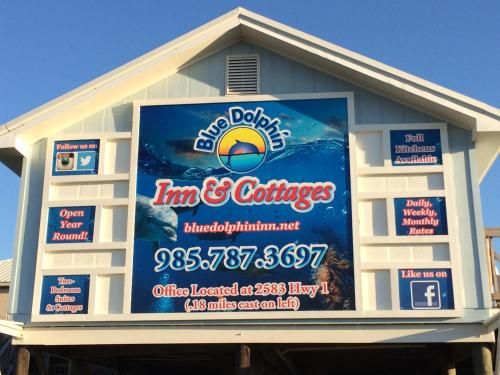 Follow us on
Open
Year
Round!
Two-
Bedroom
Suites
& Cottages
Blue Dolphin
Inn & Cottages
bluedolphininn.net
985.787.3697
Office Located at 2583 Hwy 1
(.18 miles east on left)
Full
Kitchens
Available
Daily,
Weekly,
Monthly
Rates
Like us on
f